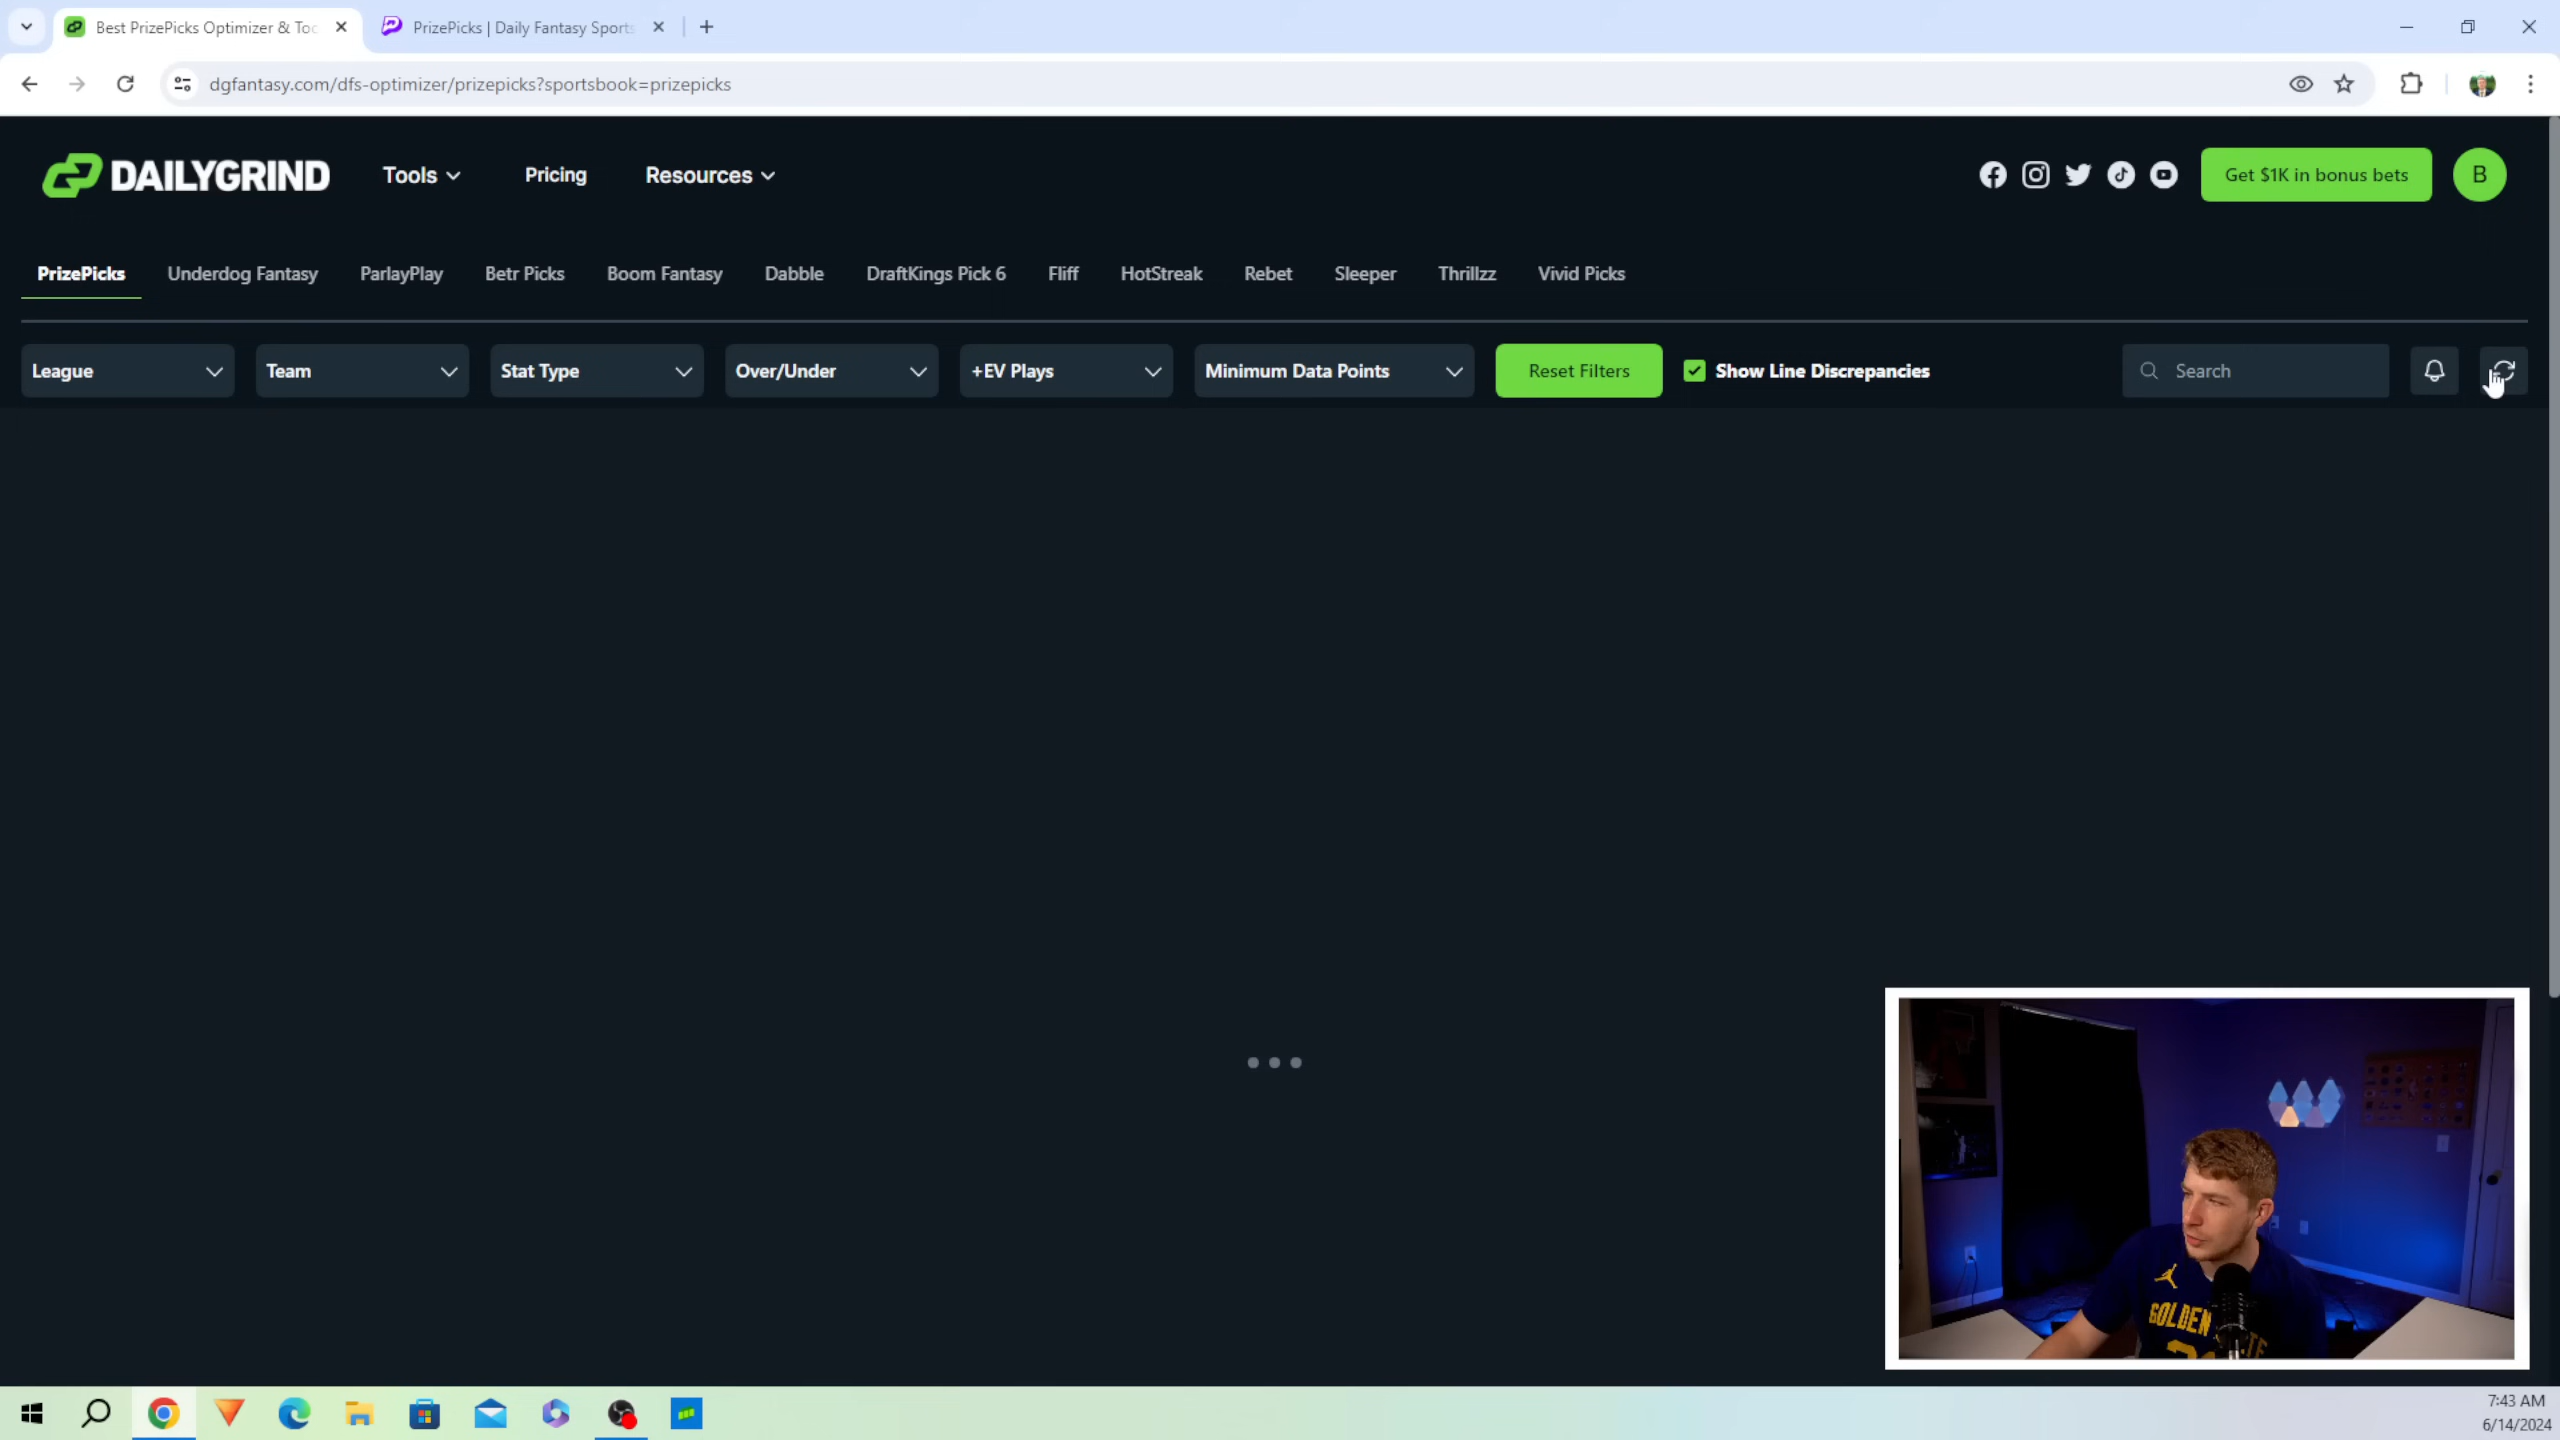 Best PrizePicks Optimizer & Too
PrizePicks | Daily Fantasy Sports
dgfantasy.com/dfs-optimizer/prizepicks?sportsbook=prizepicks
DAILYGRIND
Tools
Pricing
Resources
Get $1K in bonus bets
B
PrizePicks
Underdog Fantasy
ParlayPlay
Betr Picks
Boom Fantasy
Dabble
DraftKings Pick 6
Fliff
HotStreak
Rebet
Sleeper
Thrillzz
Vivid Picks
League
Team
Stat Type
Over/Under
+EV Plays
Minimum Data Points
Reset Filters
Show Line Discrepancies
Search
GOLDEN
7:43 AM
6/14/2024